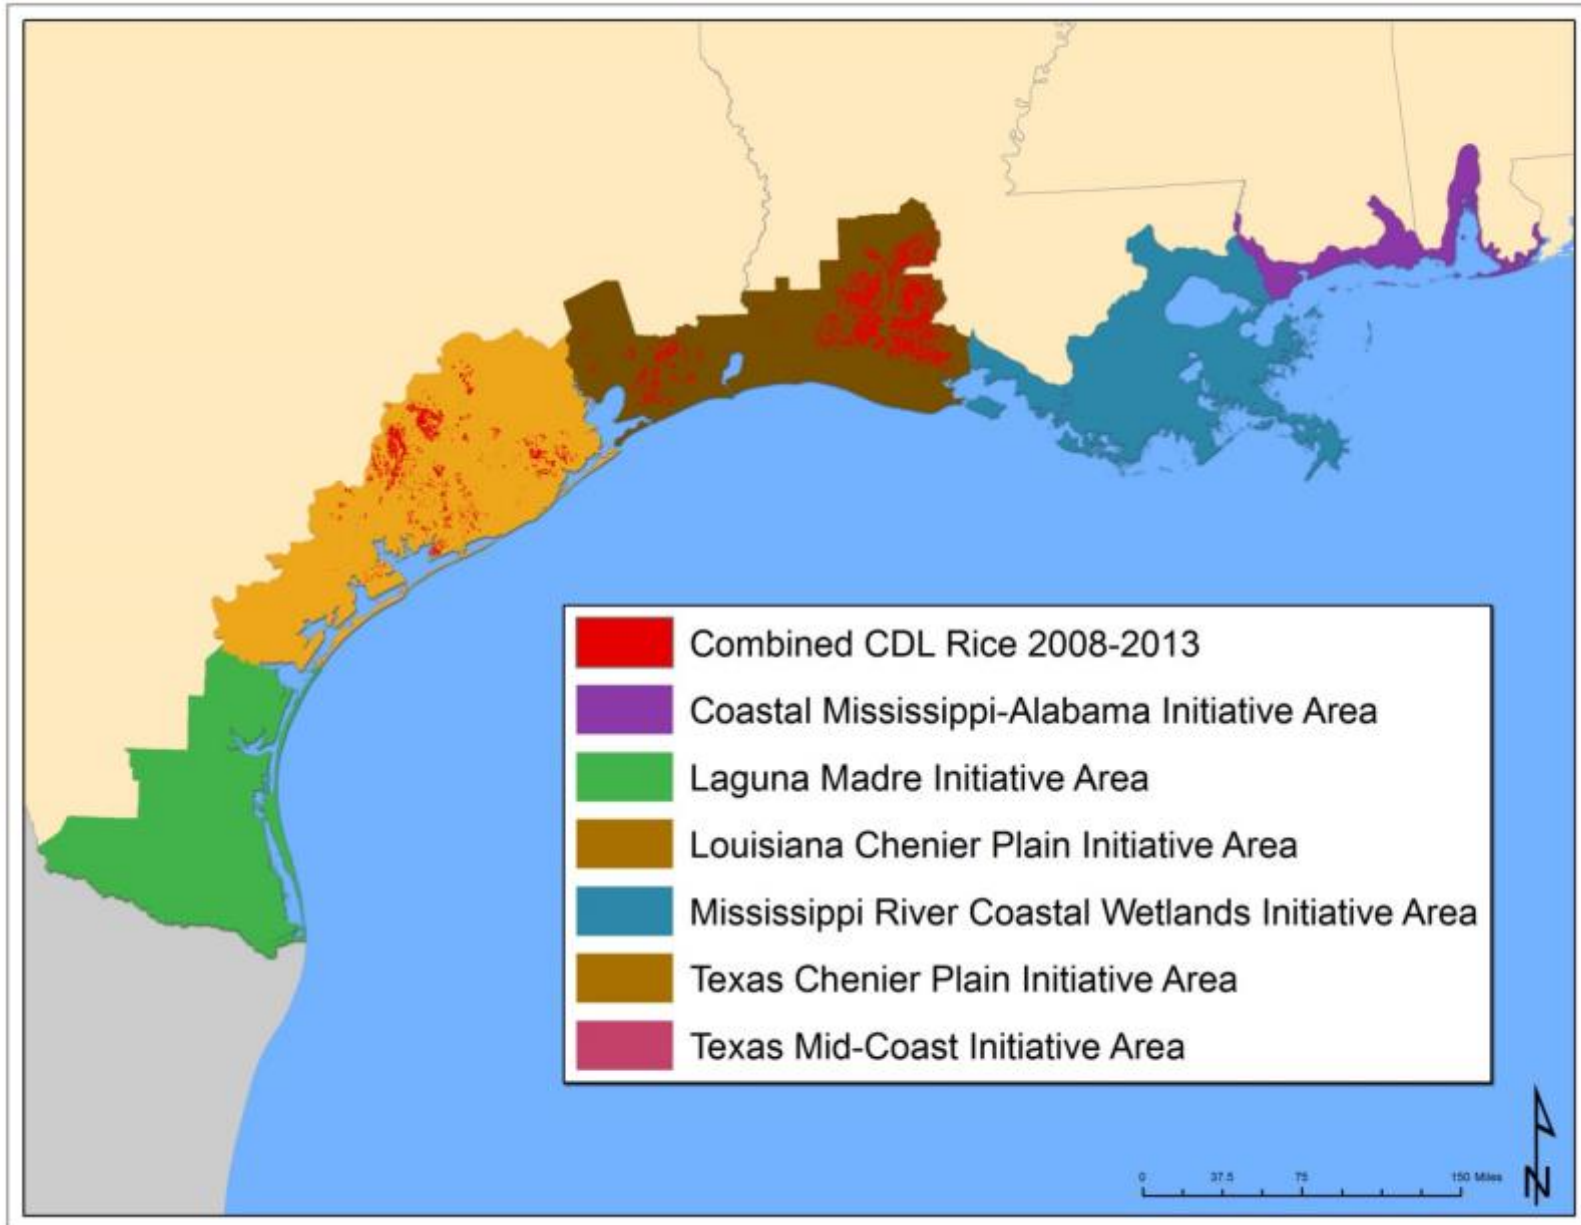 Combined CDL Rice 2008-2013
Coastal Mississippi-Alabama Initiative Area
Laguna Madre Initiative Area
Louisiana Chenier Plain Initiative Area
Mississippi River Coastal Wetlands Initiative Area
Texas Chenier Plain Initiative Area
Texas Mid-Coast Initiative Area
0 37.5 75 150 Miles
N